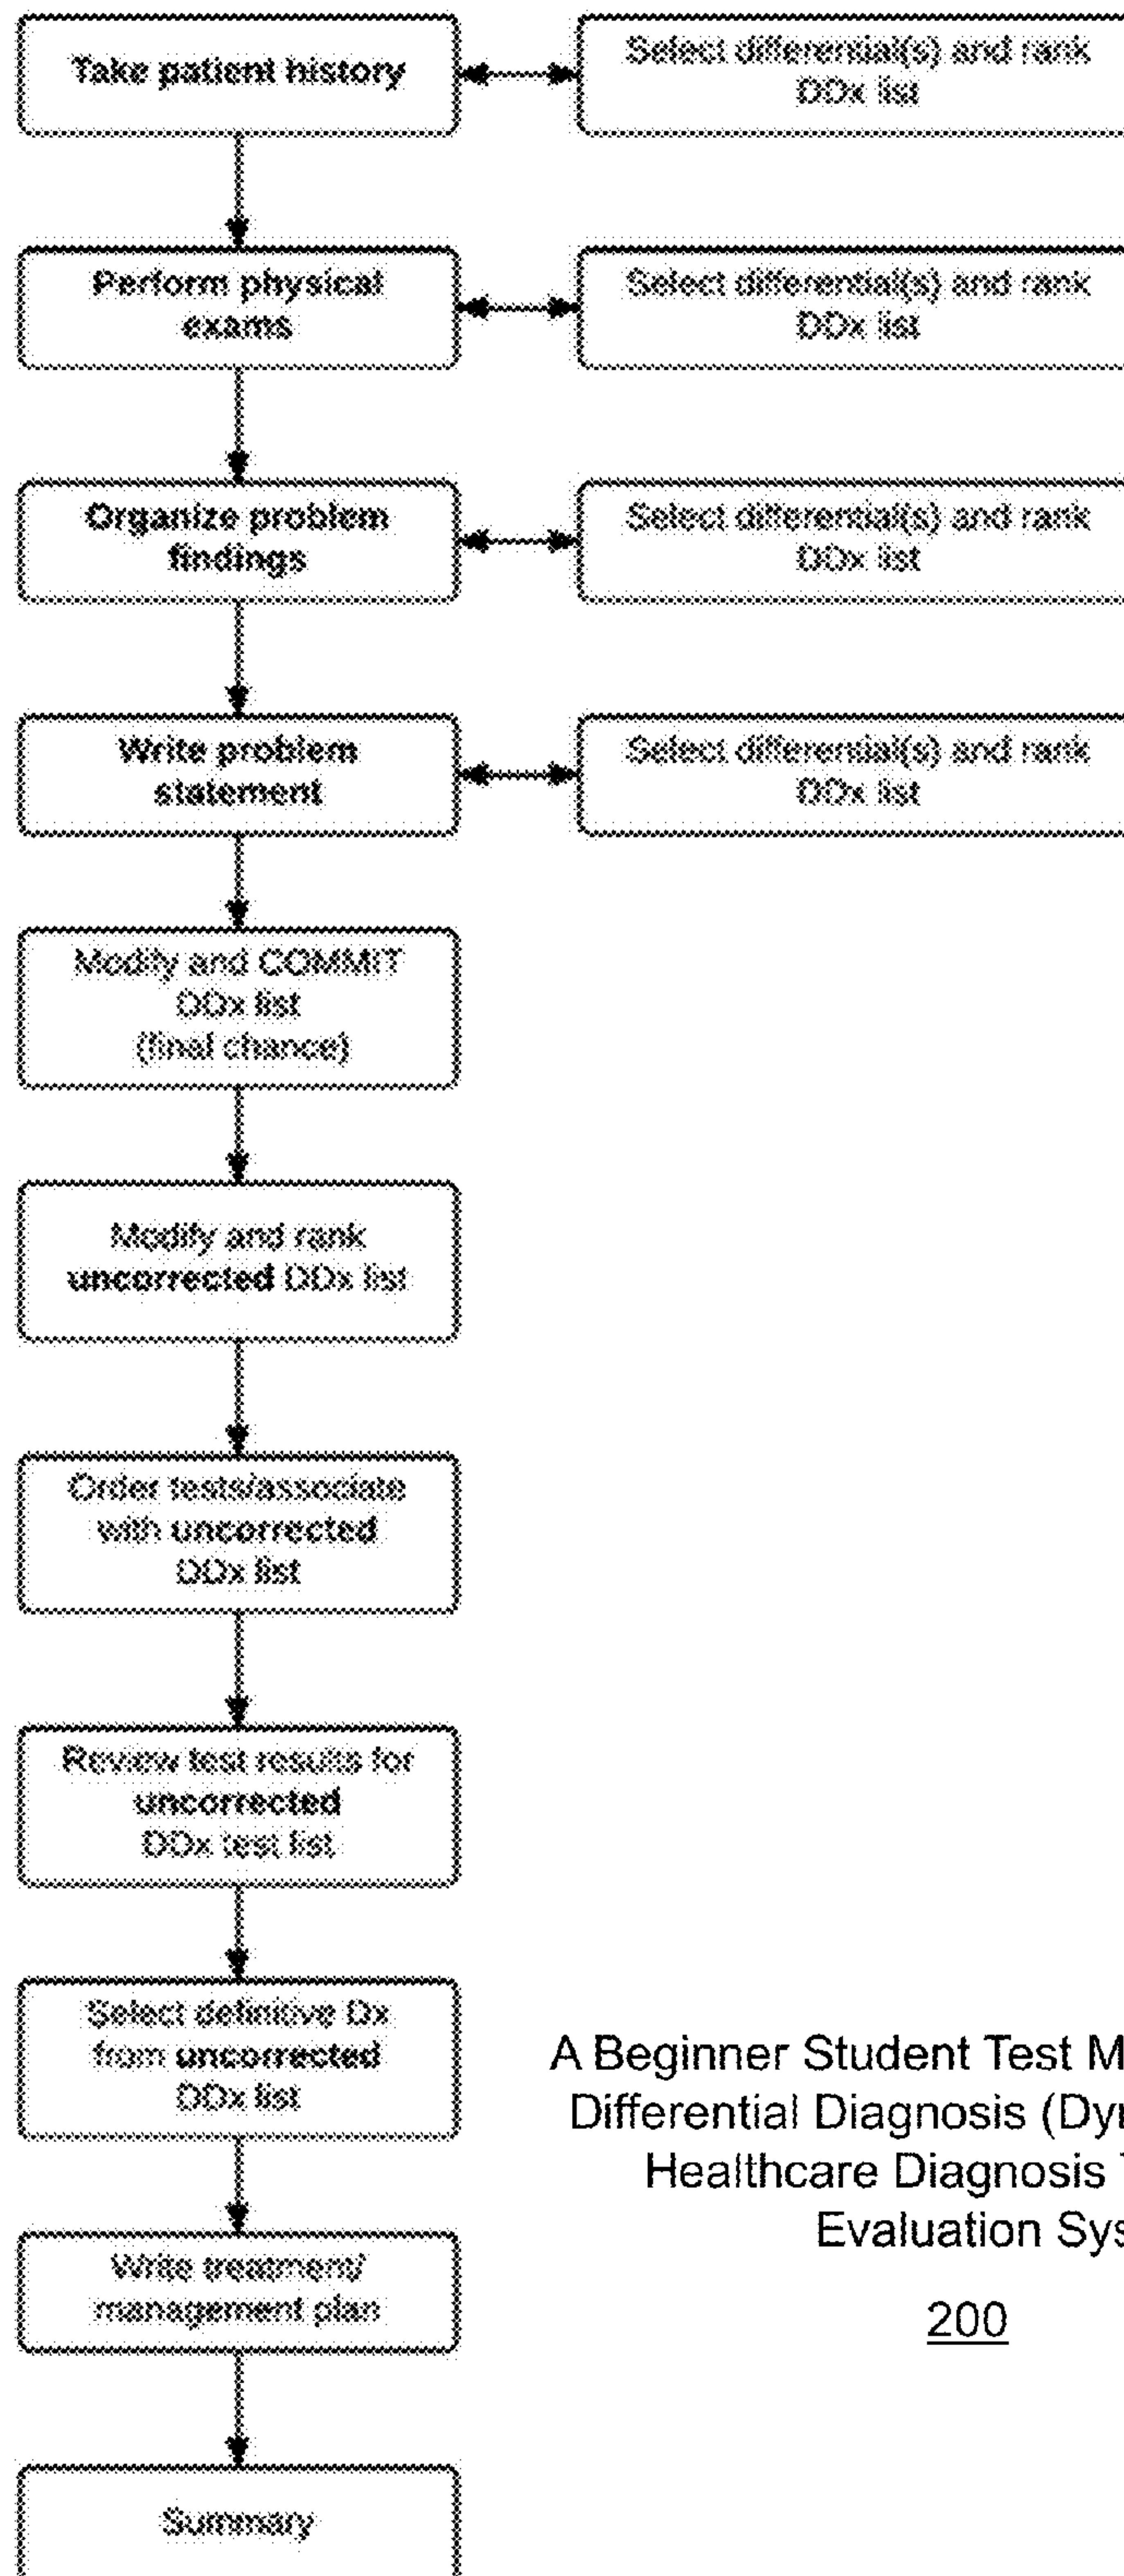 Take patient history
Select differential(s) and rank
DDx list
Perform physical
exams
Select differential(s) and rank
DDx list
Organize problem
findings
Select differential(s) and rank
DDx list
Write problem
statement
Select differential(s) and rank
DDx list
Modify and COMMIT
DDx list
(final chance)
Modify and rank
uncorrected DDx list
Order tests/associate
with uncorrected
DDx list
Review test results for
uncorrected
DDx test list
Select definitive Dx
from uncorrected
DDx list
Write treatment/
management plan
Summary
A Beginner Student Test M
Differential Diagnosis (Dyn
Healthcare Diagnosis T
Evaluation Sys
200